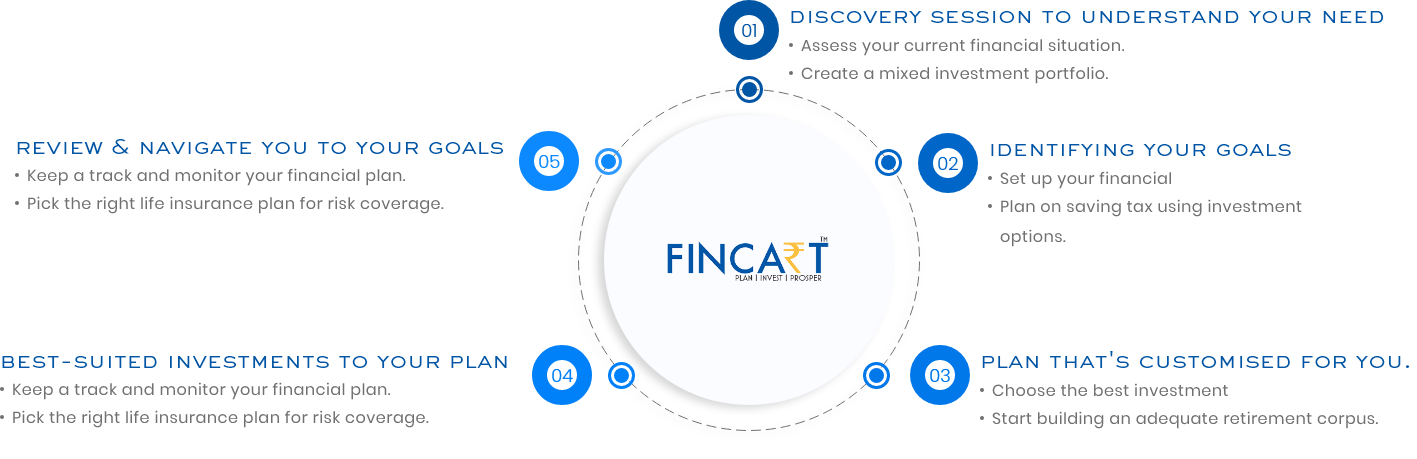 01
DISCOVERY SESSION TO UNDERSTAND YOUR NEED
• Assess your current financial situation.
• Create a mixed investment portfolio.
02
IDENTIFYING YOUR GOALS
• Set up your financial
• Plan on saving tax using investment
options.
03
PLAN THAT'S CUSTOMISED FOR YOU.
• Choose the best investment
• Start building an adequate retirement corpus.
04
BEST-SUITED INVESTMENTS TO YOUR PLAN
• Keep a track and monitor your financial plan.
• Pick the right life insurance plan for risk coverage.
05
REVIEW & NAVIGATE YOU TO YOUR GOALS
• Keep a track and monitor your financial plan.
• Pick the right life insurance plan for risk coverage.
FINCA₹T™
PLAN | INVEST | PROSPER